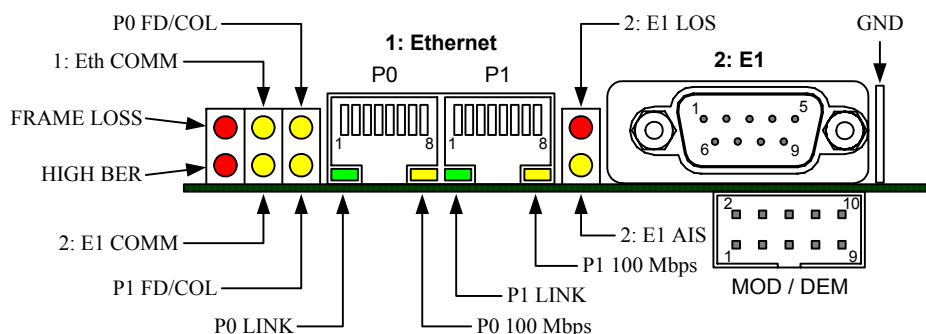 P0 FD/COL
2: E1 LOS
GND
1: Ethernet
1: Eth COMM
2: E1
P0
P1
FRAME LOSS
1
5
1
8
1
8
6
9
HIGH BER
2
10
2: E1 COMM
2: E1 AIS
1
9
P1 100 Mbps
P1 FD/COL
P1 LINK
MOD / DEM
P0 LINK
P0 100 Mbps